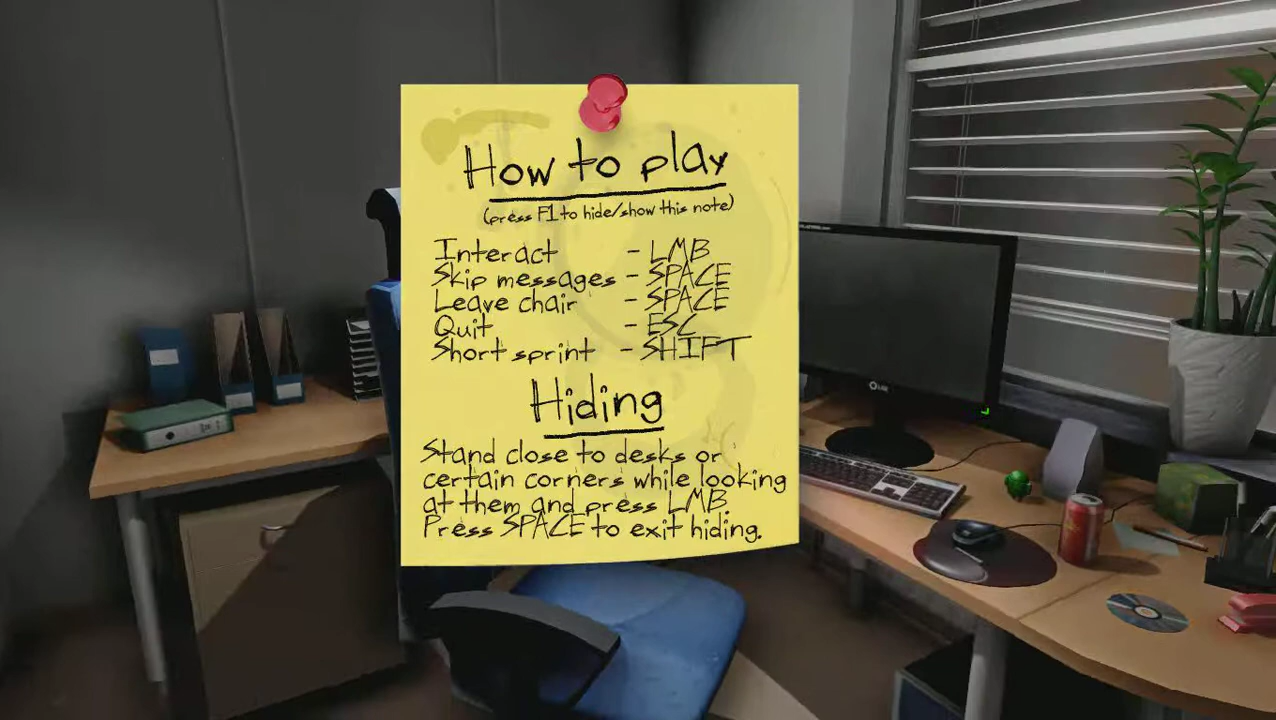 How to play
(press F1 to hide/show this note)
Interact - LMB
Skip messages - SPACE
Leave chair - SPACE
Quit - ESC
Short sprint - SHIFT
Hiding
Stand close to desks or
certain corners while looking
at them and press LMB.
Press SPACE to exit hiding.